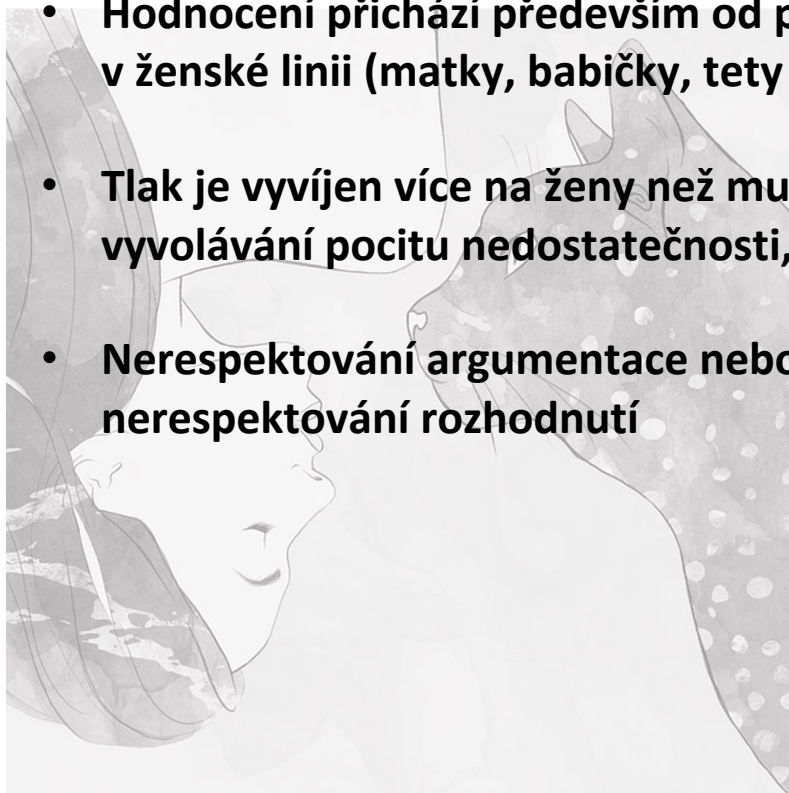 • Hodnocení přichází především od
v ženské linii (matky, babičky, tety
• Tlak je vyvíjen více na ženy než
vyvolávání pocitu nedostatečnosti,
• Nerespektování argumentace nebo
nerespektování rozhodnutí